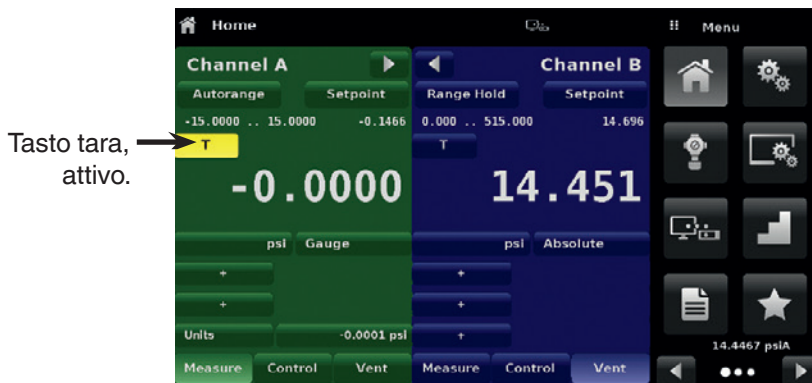 Tasto tara,
attivo.
Home
Menu
Channel A
Channel B
Autorange Setpoint
Range Hold Setpoint
-15.0000 .. 15.0000 -0.1466
0.000 .. 515.000 14.696
T
T
-0.0000
14.451
psi Gauge
psi Absolute
+
+
+
+
Units -0.0001 psi
+
Measure Control Vent
Measure Control Vent
14.4467 psiA